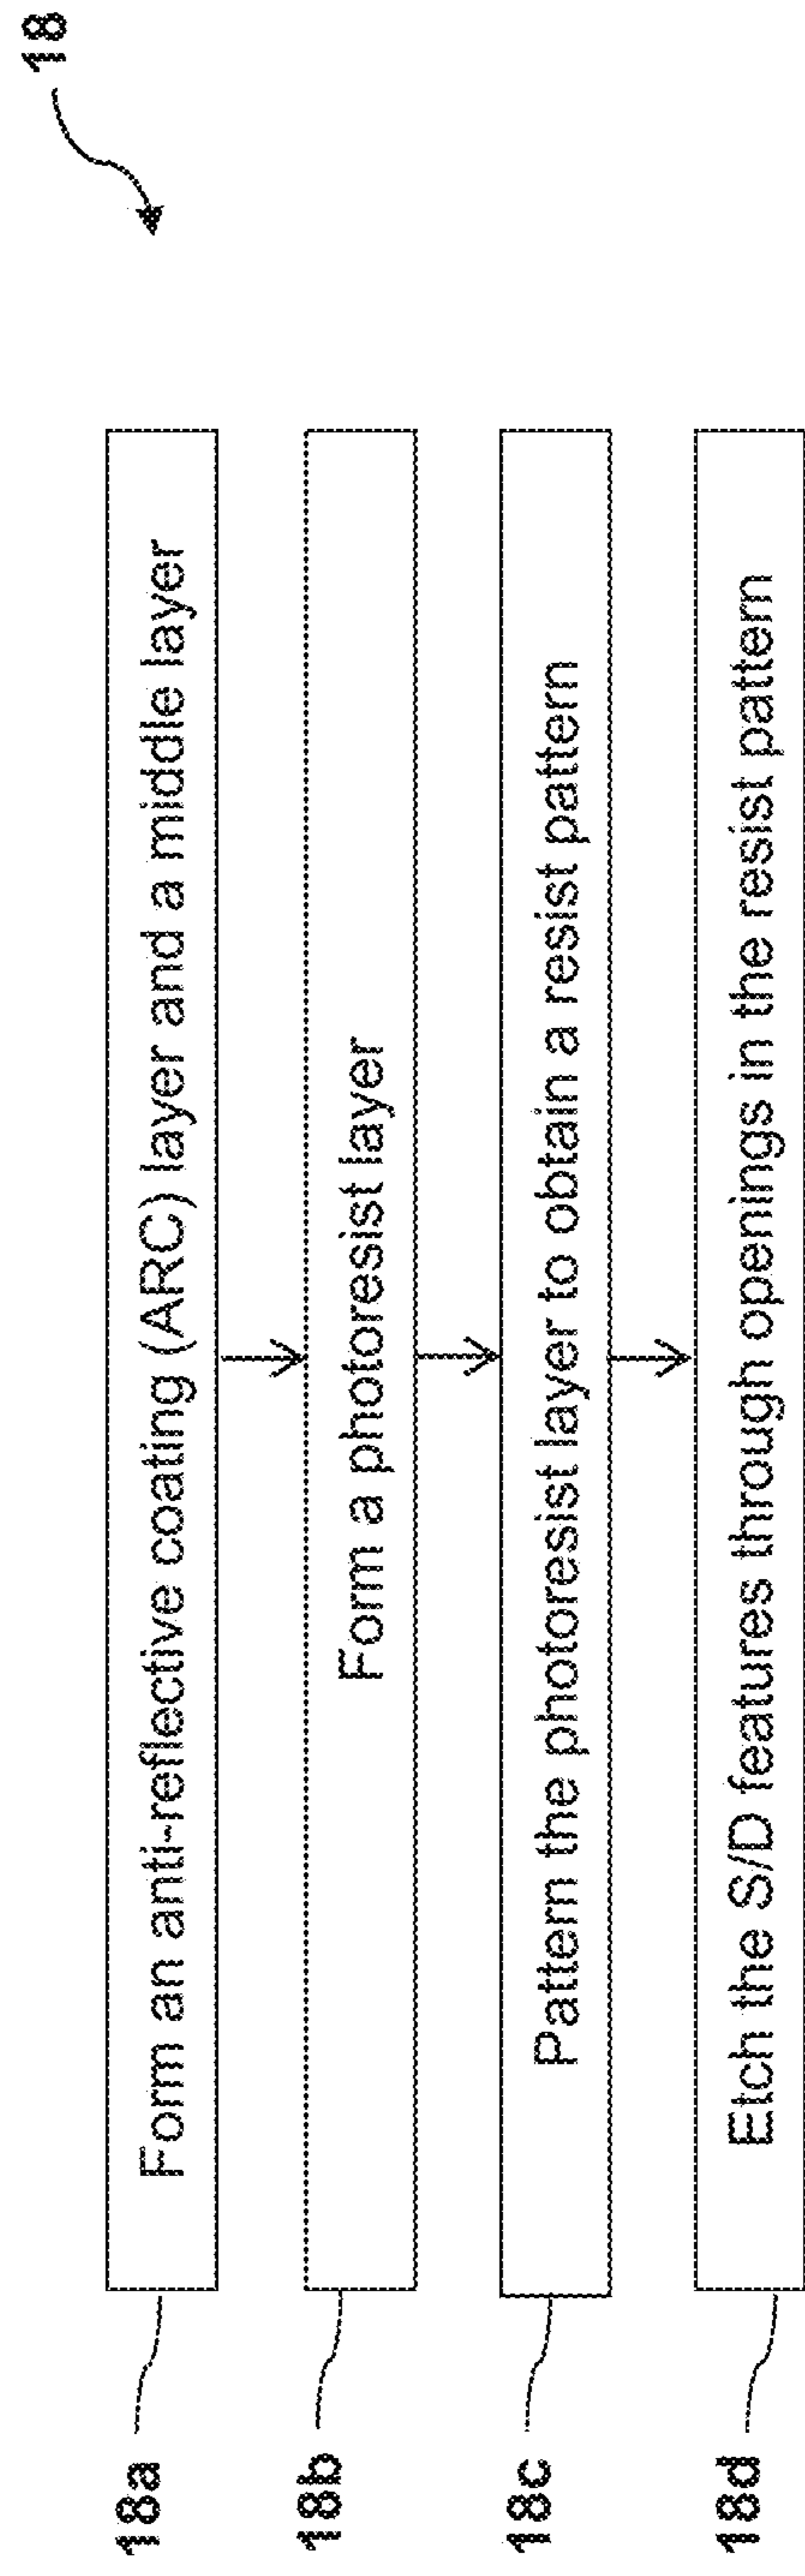 18
18a
Form an anti-reflective coating (ARC) layer and a middle layer
18b
Form a photoresist layer
18c
Pattern the photoresist layer to obtain a resist pattern
18d
Etch the S/D features through openings in the resist pattern